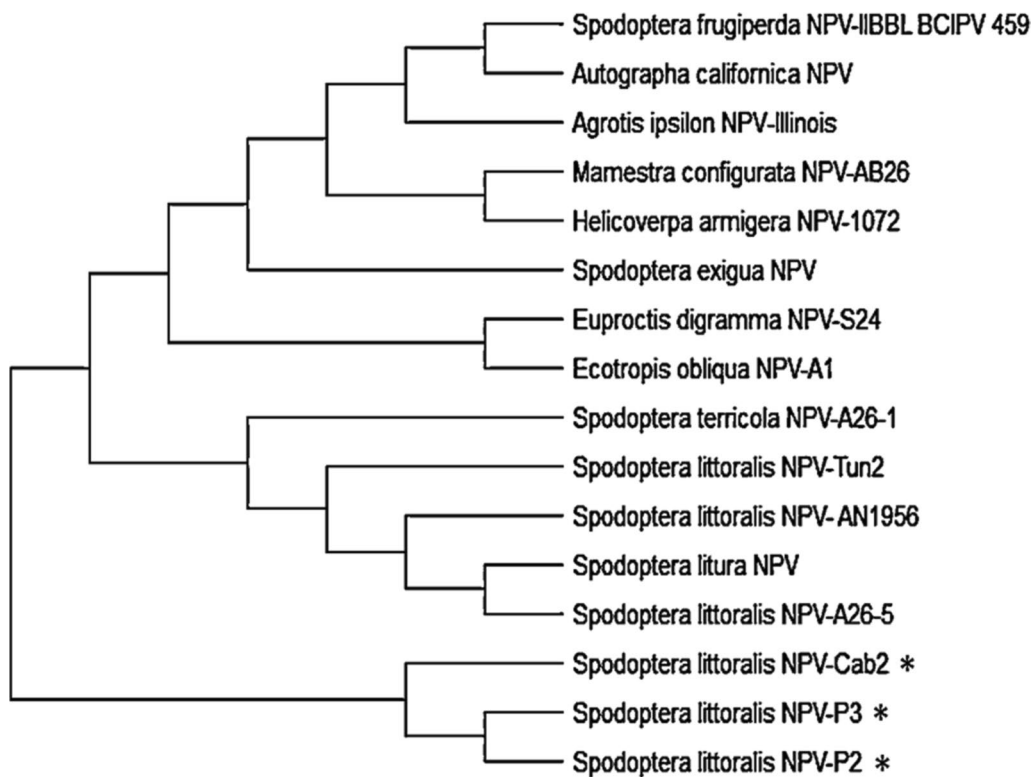 Spodoptera frugiperda NPV-IIBBL BCIPV 459
Autographa californica NPV
Agrotis ipsilon NPV-Illinois
Mamestra configurata NPV-AB26
Helicoverpa armigera NPV-1072
Spodoptera exigua NPV
Euproctis digramma NPV-S24
Ecotropis obliqua NPV-A1
Spodoptera terricola NPV-A26-1
Spodoptera littoralis NPV-Tun2
Spodoptera littoralis NPV- AN1956
Spodoptera litura NPV
Spodoptera littoralis NPV-A26-5
Spodoptera littoralis NPV-Cab2 *
Spodoptera littoralis NPV-P3 *
Spodoptera littoralis NPV-P2 *